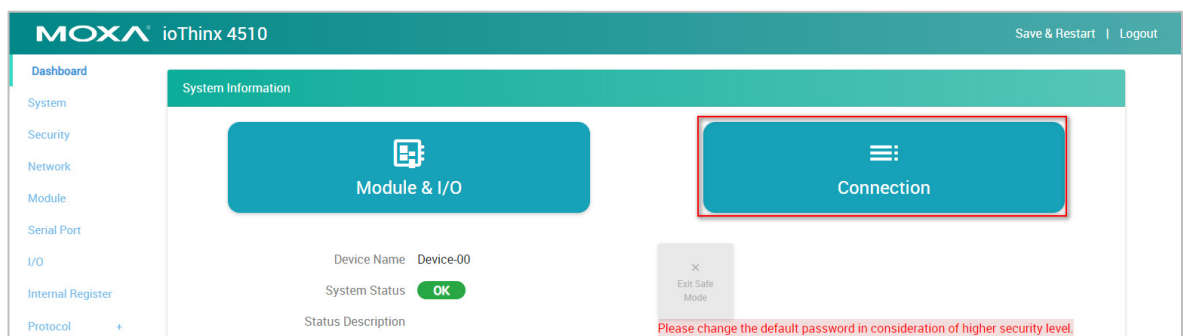 MOXA ioThinx 4510
Save & Restart | Logout
Dashboard
System
Security
Network
Module
Serial Port
I/O
Internal Register
Protocol +
System Information
Module & I/O
Connection
Device Name Device-00
System Status OK
Status Description
Exit Safe
Mode
Please change the default password in consideration of higher security level.